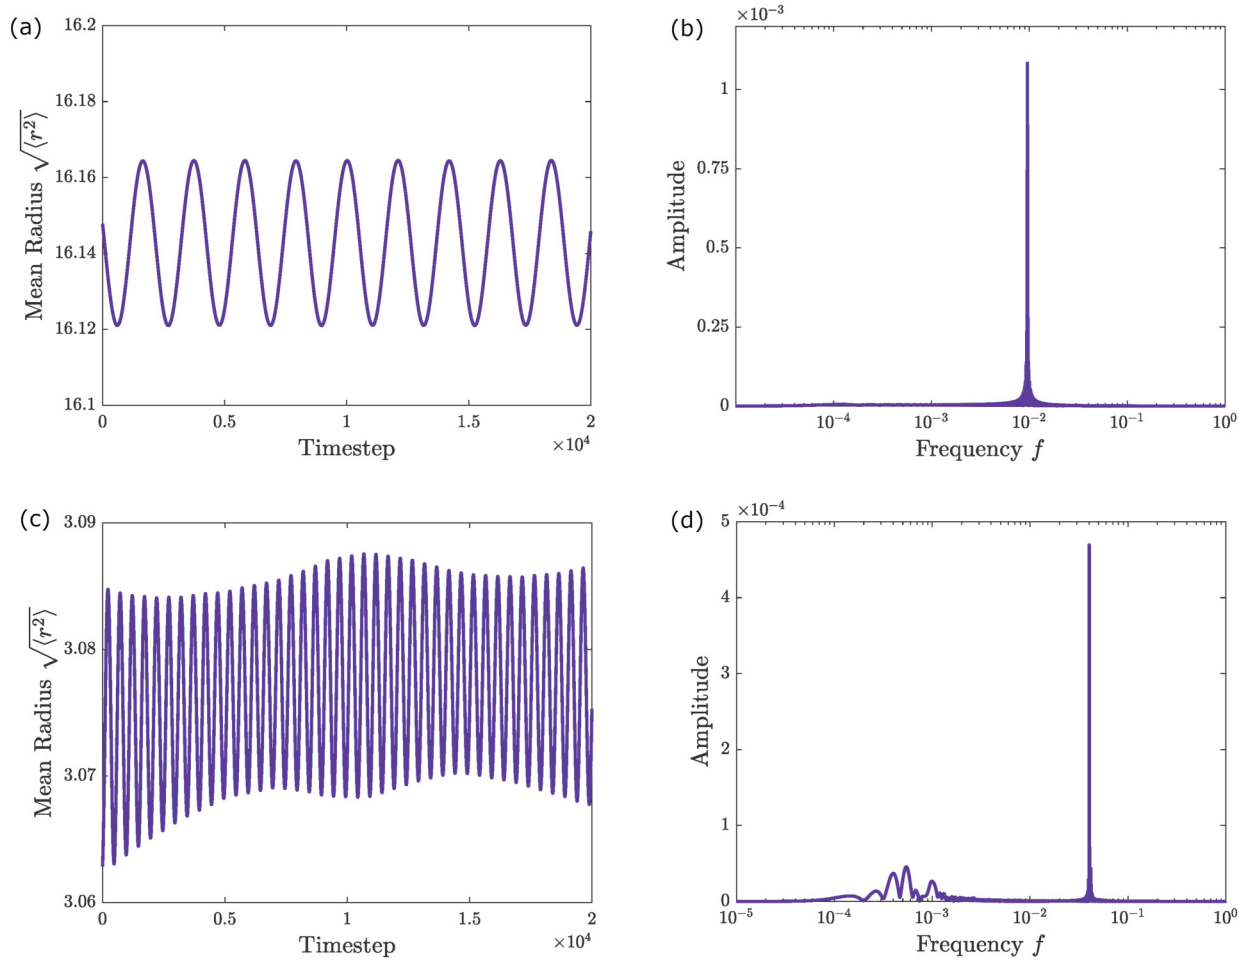 (a)
16.2
16.18
16.16
16.14
16.12
16.1
Mean Radius √⟨r²⟩
0 0.5 1 1.5 2
×10⁴
Timestep
(b)
×10⁻³
1
0.75
0.5
0.25
0
Amplitude
10⁻⁴ 10⁻³ 10⁻² 10⁻¹ 10⁰
Frequency f
(c)
3.09
3.08
3.07
3.06
Mean Radius √⟨r²⟩
0 0.5 1 1.5 2
×10⁴
Timestep
(d)
×10⁻⁴
5
4
3
2
1
0
Amplitude
10⁻⁵ 10⁻⁴ 10⁻³ 10⁻² 10⁻¹ 10⁰
Frequency f